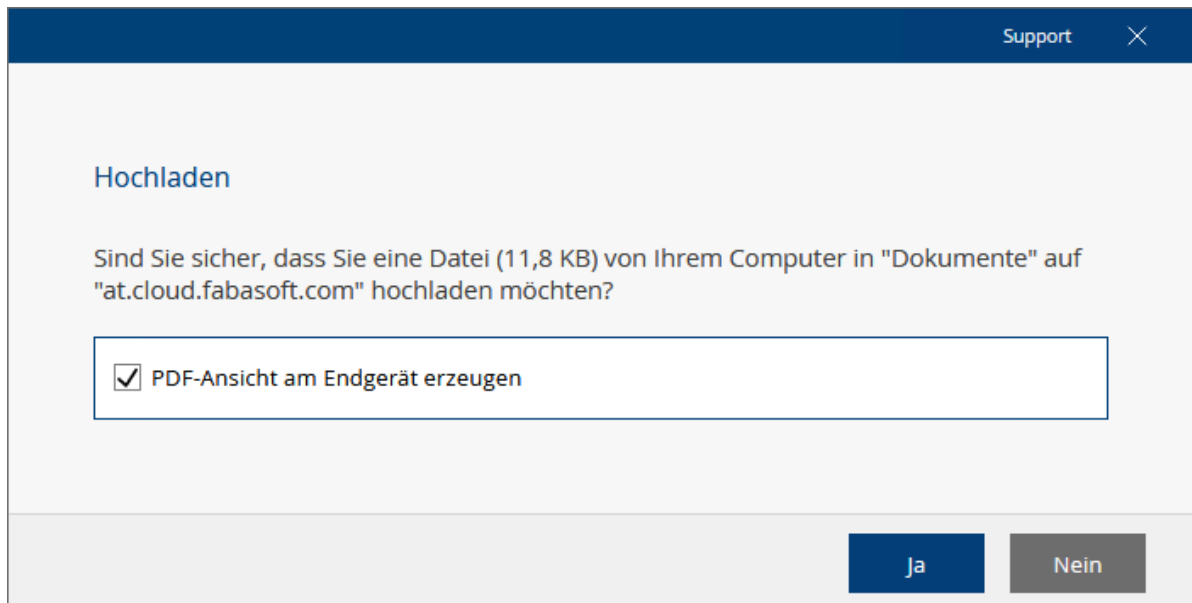 Support
Hochladen
Sind Sie sicher, dass Sie eine Datei (11,8 KB) von Ihrem Computer in "Dokumente" auf
"at.cloud.fabasoft.com" hochladen möchten?
PDF-Ansicht am Endgerät erzeugen
Ja
Nein